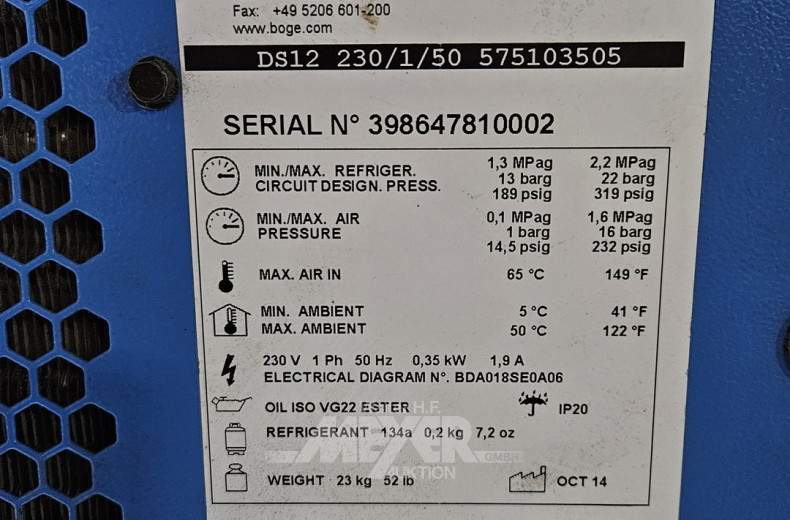 Fax: +49 5206 601-200
www.boge.com
DS12 230/1/50 575103505
SERIAL N° 398647810002
MIN./MAX. REFRIGER. 1,3 MPag 2,2 MPag
CIRCUIT DESIGN. PRESS. 13 barg 22 barg
189 psig 319 psig
MIN./MAX. AIR 0,1 MPag 1,6 MPag
PRESSURE 1 barg 16 barg
14,5 psig 232 psig
MAX. AIR IN 65 °C 149 °F
MIN. AMBIENT 5 °C 41 °F
MAX. AMBIENT 50 °C 122 °F
230 V 1 Ph 50 Hz 0,35 kW 1,9 A
ELECTRICAL DIAGRAM N°. BDA018SE0A06
OIL ISO VG22 ESTER IP20
H.F.
MEYER
GMBH
AUKTION
REFRIGERANT 134a 0,2 kg 7,2 oz
WEIGHT 23 kg 52 lb OCT 14